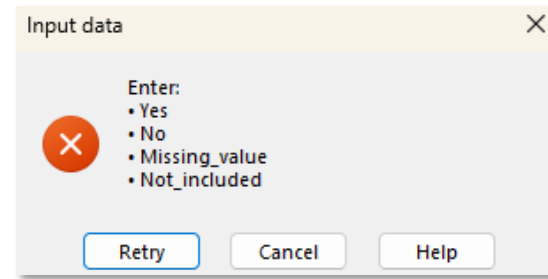 Input data
Enter:
• Yes
• No
• Missing_value
• Not_included
Retry Cancel Help